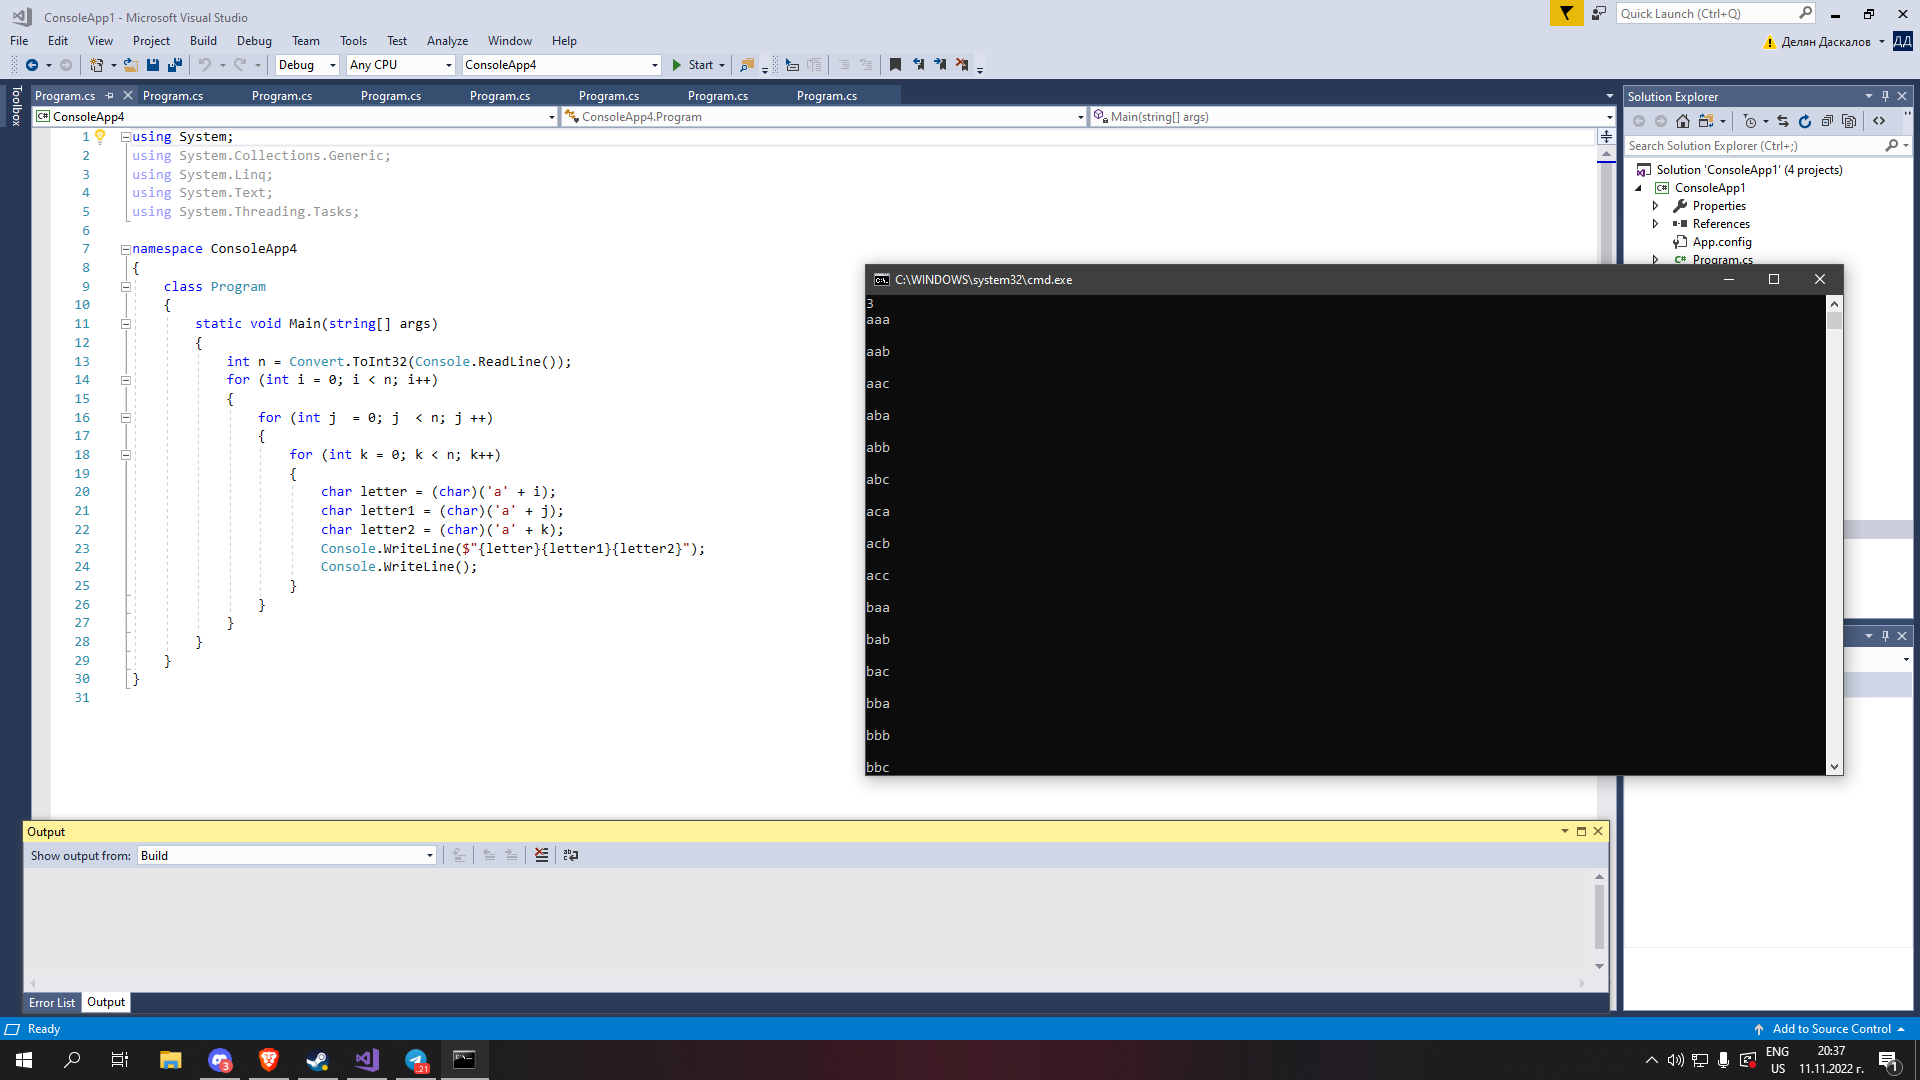 ConsoleApp1 - Microsoft Visual Studio
Quick Launch (Ctrl+Q)
File Edit View Project Build Debug Team Tools Test Analyze Window Help
Делян Даскалов
ДД
Debug Any CPU ConsoleApp4 Start
Toolbox
Program.cs Program.cs Program.cs Program.cs Program.cs Program.cs Program.cs Program.cs
ConsoleApp4 ConsoleApp4.Program Main(string[] args)
1 using System;
2 using System.Collections.Generic;
3 using System.Linq;
4 using System.Text;
5 using System.Threading.Tasks;
6
7 namespace ConsoleApp4
8 {
9 class Program
10 {
11 static void Main(string[] args)
12 {
13 int n = Convert.ToInt32(Console.ReadLine());
14 for (int i = 0; i < n; i++)
15 {
16 for (int j  = 0; j  < n; j ++)
17 {
18 for (int k = 0; k < n; k++)
19 {
20 char letter = (char)('a' + i);
21 char letter1 = (char)('a' + j);
22 char letter2 = (char)('a' + k);
23 Console.WriteLine($"{letter}{letter1}{letter2}");
24 Console.WriteLine();
25 }
26 }
27 }
28 }
29 }
30 }
31
Solution Explorer
Search Solution Explorer (Ctrl+;)
Solution 'ConsoleApp1' (4 projects)
C# ConsoleApp1
Properties
References
App.config
C# Program.cs
C:\WINDOWS\system32\cmd.exe
3
aaa
aab
aac
aba
abb
abc
aca
acb
acc
baa
bab
bac
bba
bbb
bbc
Output
Show output from: Build
Error List Output
Ready
Add to Source Control
3
21
ENG
US
20:37
11.11.2022 г.
1